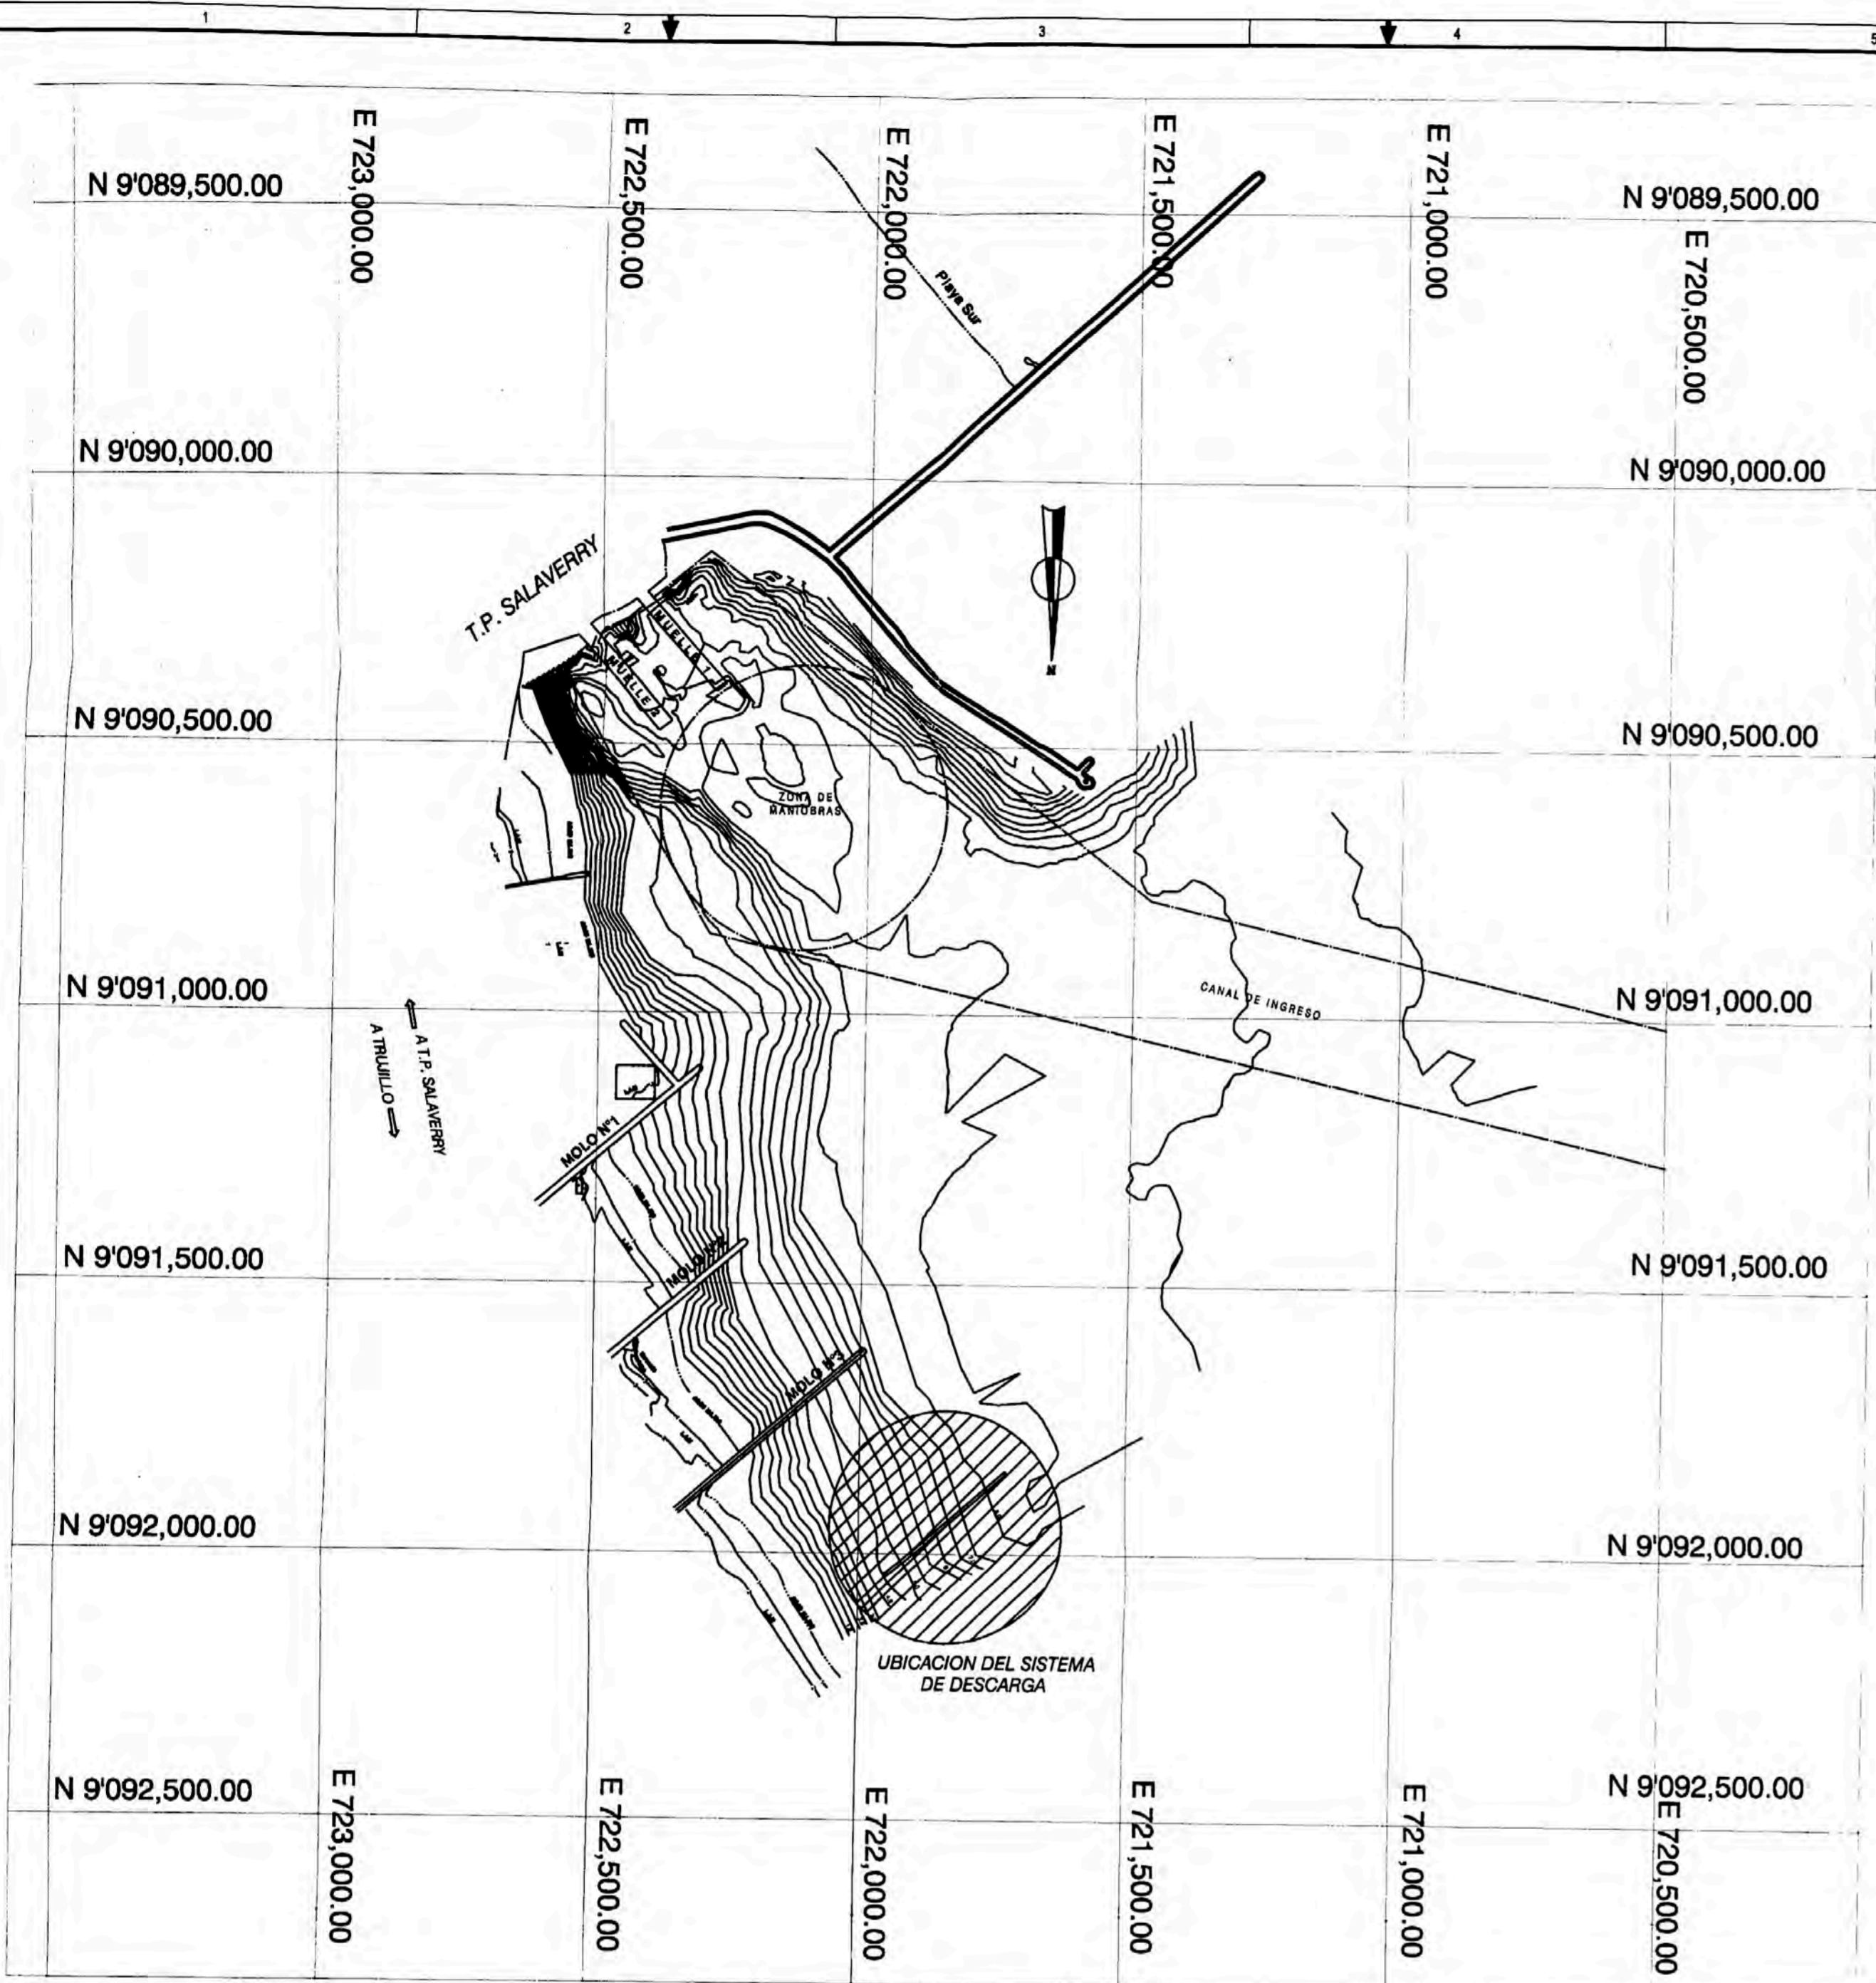 1
2
3
4
5
E 723,000.00
E 722,500.00
E 722,000.00
E 721,500.00
E 721,000.00
N 9'089,500.00
N 9'089,500.00
E 720,500.00
Playa Sur
N 9'090,000.00
N 9'090,000.00
T.P. SALAVERRY
MUELLE 1
MUELLE 2
N
N 9'090,500.00
N 9'090,500.00
ZONA DE
MANIOBRAS
N 9'091,000.00
N 9'091,000.00
CANAL DE INGRESO
A TRUJILLO
A T.P. SALAVERRY
MOLO Nº1
N 9'091,500.00
N 9'091,500.00
MOLO Nº2
MOLO Nº3
N 9'092,000.00
N 9'092,000.00
UBICACION DEL SISTEMA
DE DESCARGA
N 9'092,500.00
N 9'092,500.00
E 723,000.00
E 722,500.00
E 722,000.00
E 721,500.00
E 721,000.00
E 720,500.00